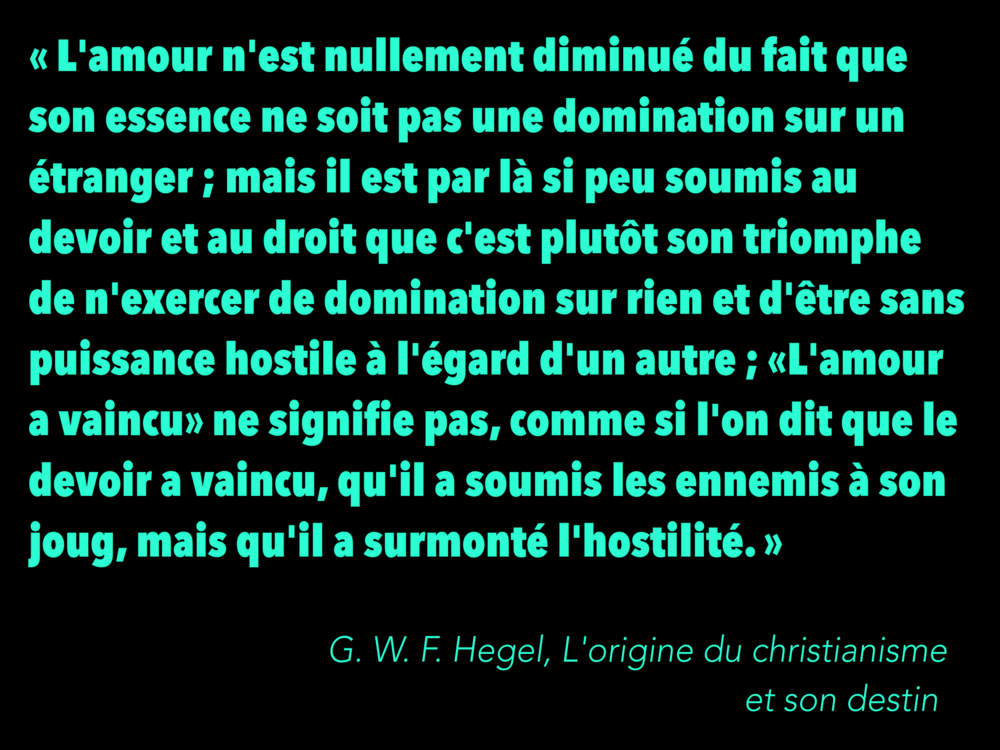 « L'amour n'est nullement diminué du fait que
son essence ne soit pas une domination sur un
étranger ; mais il est par là si peu soumis au
devoir et au droit que c'est plutôt son triomphe
de n'exercer de domination sur rien et d'être sans
puissance hostile à l'égard d'un autre ; «L'amour
a vaincu» ne signifie pas, comme si l'on dit que le
devoir a vaincu, qu'il a soumis les ennemis à son
joug, mais qu'il a surmonté l'hostilité. »
G. W. F. Hegel, L'origine du christianisme
et son destin